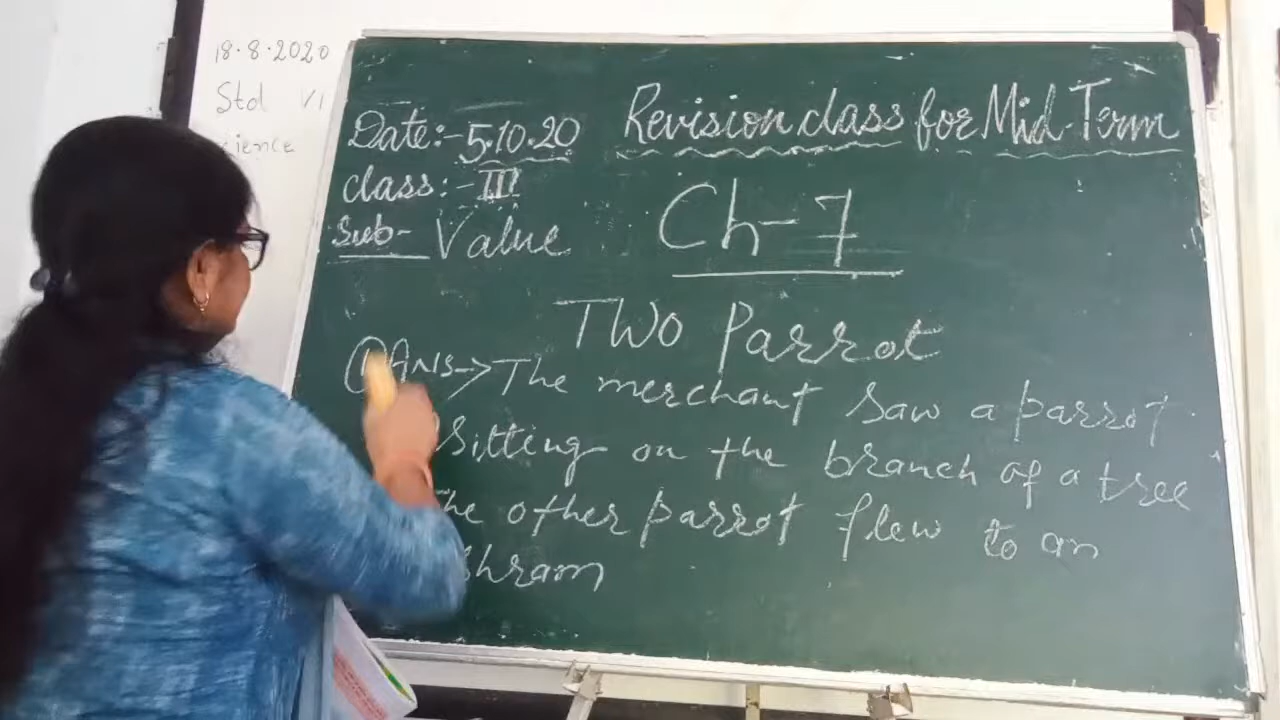 18.8.2020
Std VI
Date:- 5.10.20
Revision class for Mid-Term
class:- III
Sub- Value
Ch-7
Two Parrot
① Ans-> The merchant saw a parrot
sitting on the branch of a tree
other parrot flew to an